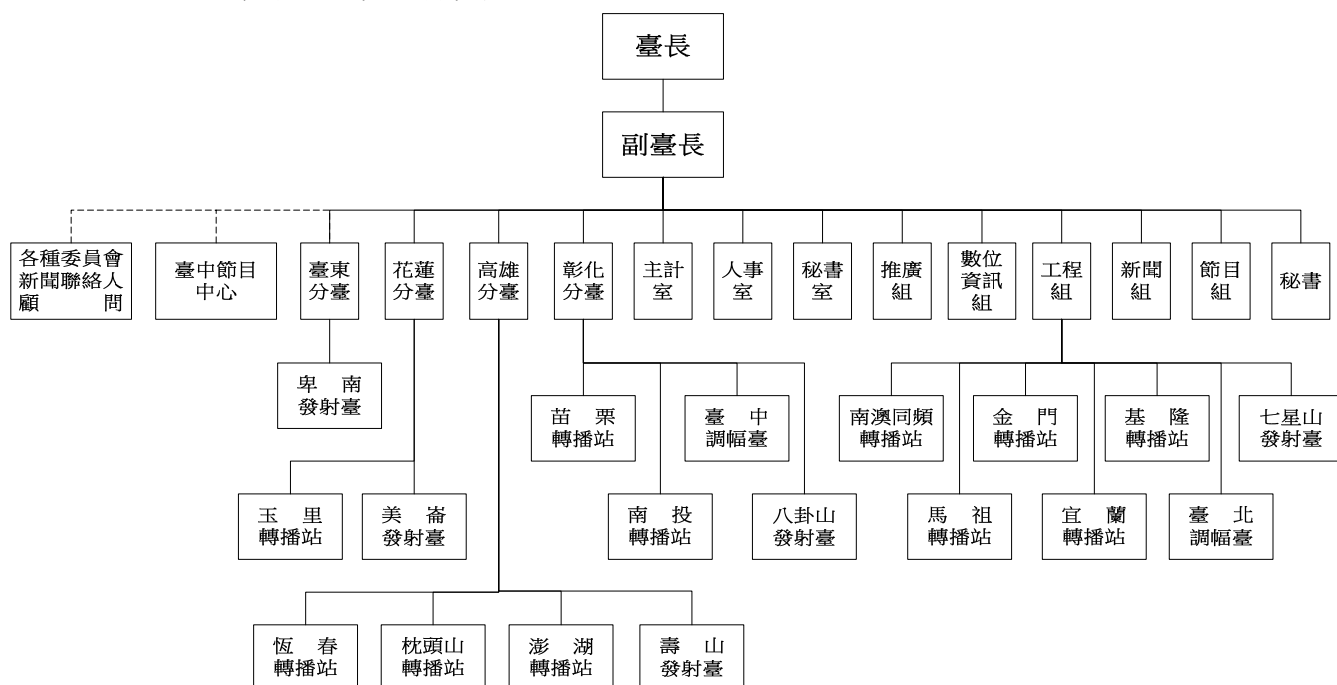 臺長
副臺長
各種委員會
新聞聯絡人
顧問
臺中節目
中心
臺東
分臺
花蓮
分臺
高雄
分臺
彰化
分臺
主計
室
人事
室
秘書
室
推廣
組
數位
資訊
組
工程
組
新聞
組
節目
組
秘書
卑南
發射臺
苗栗
轉播站
臺中
調幅臺
南澳同頻
轉播站
金門
轉播站
基隆
轉播站
七星山
發射臺
玉里
轉播站
美崙
發射臺
南投
轉播站
八卦山
發射臺
馬祖
轉播站
宜蘭
轉播站
臺北
調幅臺
恆春
轉播站
枕頭山
轉播站
澎湖
轉播站
壽山
發射臺